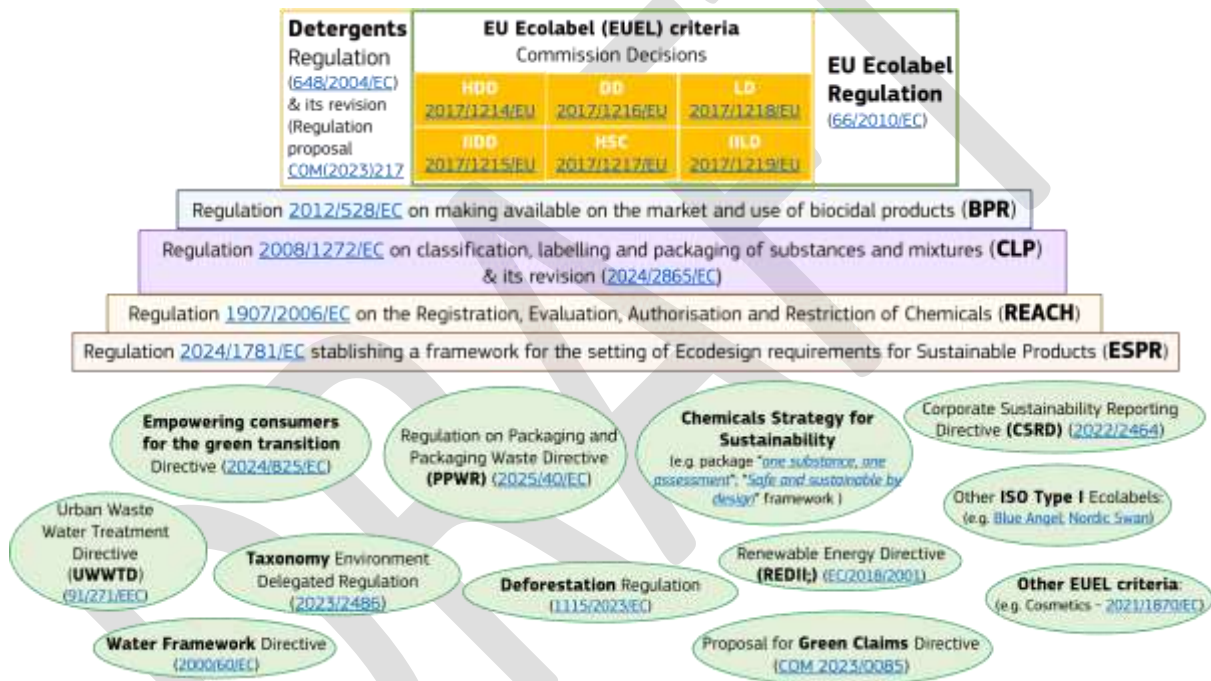 Detergents
Regulation
(648/2004/EC)
& its revision
(Regulation
proposal
COM(2023)217
EU Ecolabel (EUEL) criteria
Commission Decisions
HDD DD LD
2017/1214/EU 2017/1216/EU 2017/1218/EU
IIDD HSC IILD
2017/1215/EU 2017/1217/EU 2017/1219/EU
EU Ecolabel
Regulation
(66/2010/EC)
Regulation 2012/528/EC on making available on the market and use of biocidal products (BPR)
Regulation 2008/1272/EC on classification, labelling and packaging of substances and mixtures (CLP)
& its revision (2024/2865/EC)
Regulation 1907/2006/EC on the Registration, Evaluation, Authorisation and Restriction of Chemicals (REACH)
Regulation 2024/1781/EC stablishing a framework for the setting of Ecodesign requirements for Sustainable Products (ESPR)
Empowering consumers
for the green transition
Directive (2024/825/EC)
Regulation on Packaging and
Packaging Waste Directive
(PPWR) (2025/40/EC)
Chemicals Strategy for
Sustainability
(e.g. package "one substance, one
assessment"; "Safe and sustainable by
design" framework )
Corporate Sustainability Reporting
Directive (CSRD) (2022/2464)
Other ISO Type I Ecolabels:
(e.g. Blue Angel, Nordic Swan)
Urban Waste
Water Treatment
Directive
(UWWTD)
(91/271/EEC)
Taxonomy Environment
Delegated Regulation
(2023/2486)
Deforestation Regulation
(1115/2023/EC)
Renewable Energy Directive
(REDII;) (EC/2018/2001)
Other EUEL criteria:
(e.g. Cosmetics – 2021/1870/EC)
Water Framework Directive
(2000/60/EC)
Proposal for Green Claims Directive
(COM 2023/0085)
DRAFT